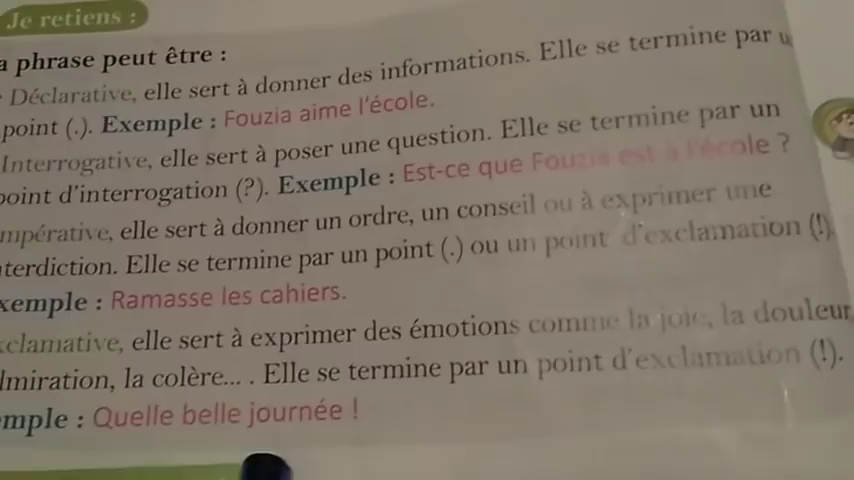 Je retiens :
a phrase peut être :
Déclarative, elle sert à donner des informations. Elle se termine par u
point (.). Exemple : Fouzia aime l'école.
Interrogative, elle sert à poser une question. Elle se termine par un
point d'interrogation (?). Exemple : Est-ce que Fouzia est à l'école ?
mpérative, elle sert à donner un ordre, un conseil ou à exprimer une
terdiction. Elle se termine par un point (.) ou un point d'exclamation (!).
xemple : Ramasse les cahiers.
xclamative, elle sert à exprimer des émotions comme la joie, la douleur,
dmiration, la colère... . Elle se termine par un point d'exclamation (!).
emple : Quelle belle journée !